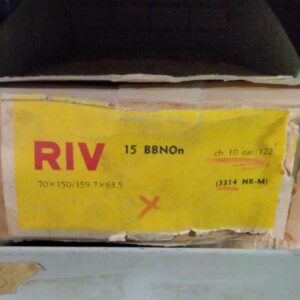 RIV 15 BBNOn ch. 10 car. 122
70×150/159.7×63.5 (3314 NR-M)